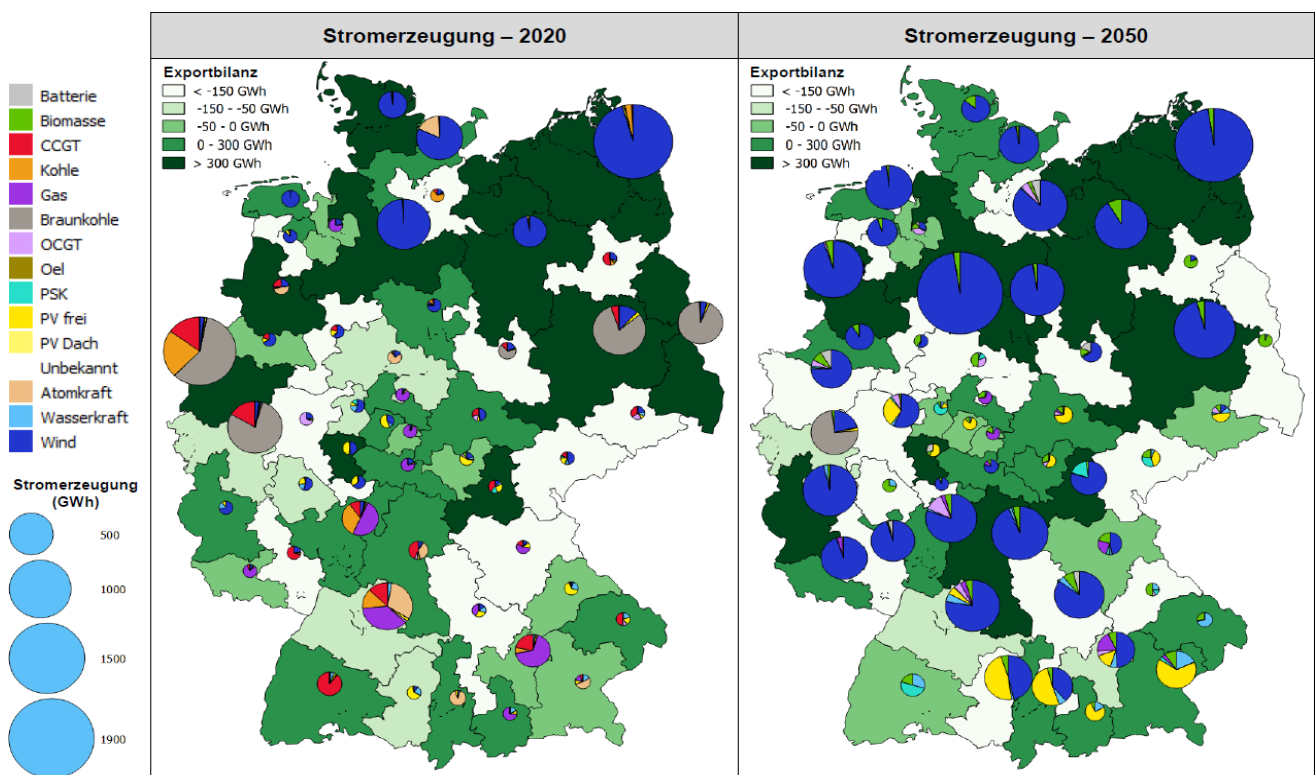 Stromerzeugung – 2020
Stromerzeugung – 2050
Exportbilanz
< -150 GWh
-150 - -50 GWh
-50 - 0 GWh
0 - 300 GWh
> 300 GWh
Exportbilanz
< -150 GWh
-150 - -50 GWh
-50 - 0 GWh
0 - 300 GWh
> 300 GWh
Batterie
Biomasse
CCGT
Kohle
Gas
Braunkohle
OCGT
Oel
PSK
PV frei
PV Dach
Unbekannt
Atomkraft
Wasserkraft
Wind
Stromerzeugung
(GWh)
500
1000
1500
1900